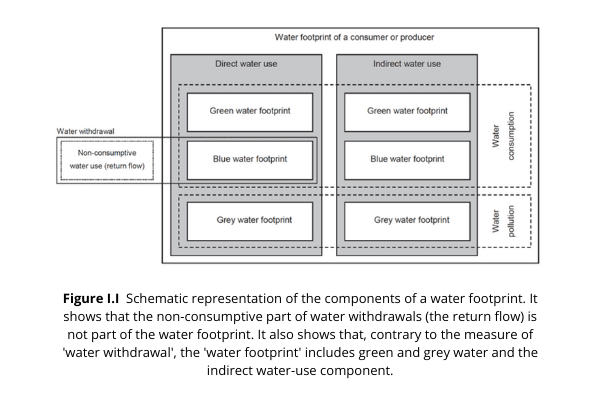 Water footprint of a consumer or producer
Direct water use
Indirect water use
Green water footprint
Green water footprint
Water consumption
Water withdrawal
Non-consumptive
water use (return flow)
Blue water footprint
Blue water footprint
Grey water footprint
Grey water footprint
Water pollution
Figure I.I Schematic representation of the components of a water footprint. It
shows that the non-consumptive part of water withdrawals (the return flow) is
not part of the water footprint. It also shows that, contrary to the measure of
'water withdrawal', the 'water footprint' includes green and grey water and the
indirect water-use component.